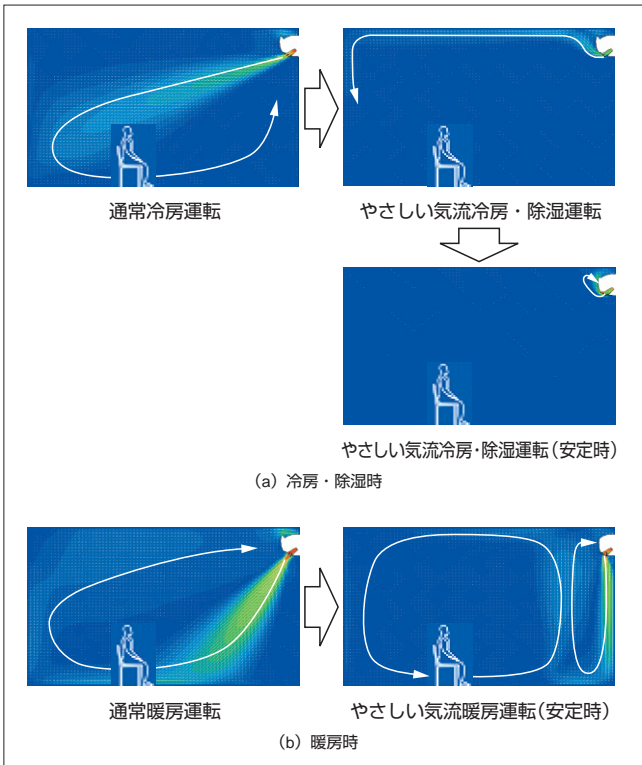 通常冷房運転
やさしい気流冷房・除湿運転
やさしい気流冷房・除湿運転(安定時)
(a) 冷房・除湿時
通常暖房運転
やさしい気流暖房運転(安定時)
(b) 暖房時